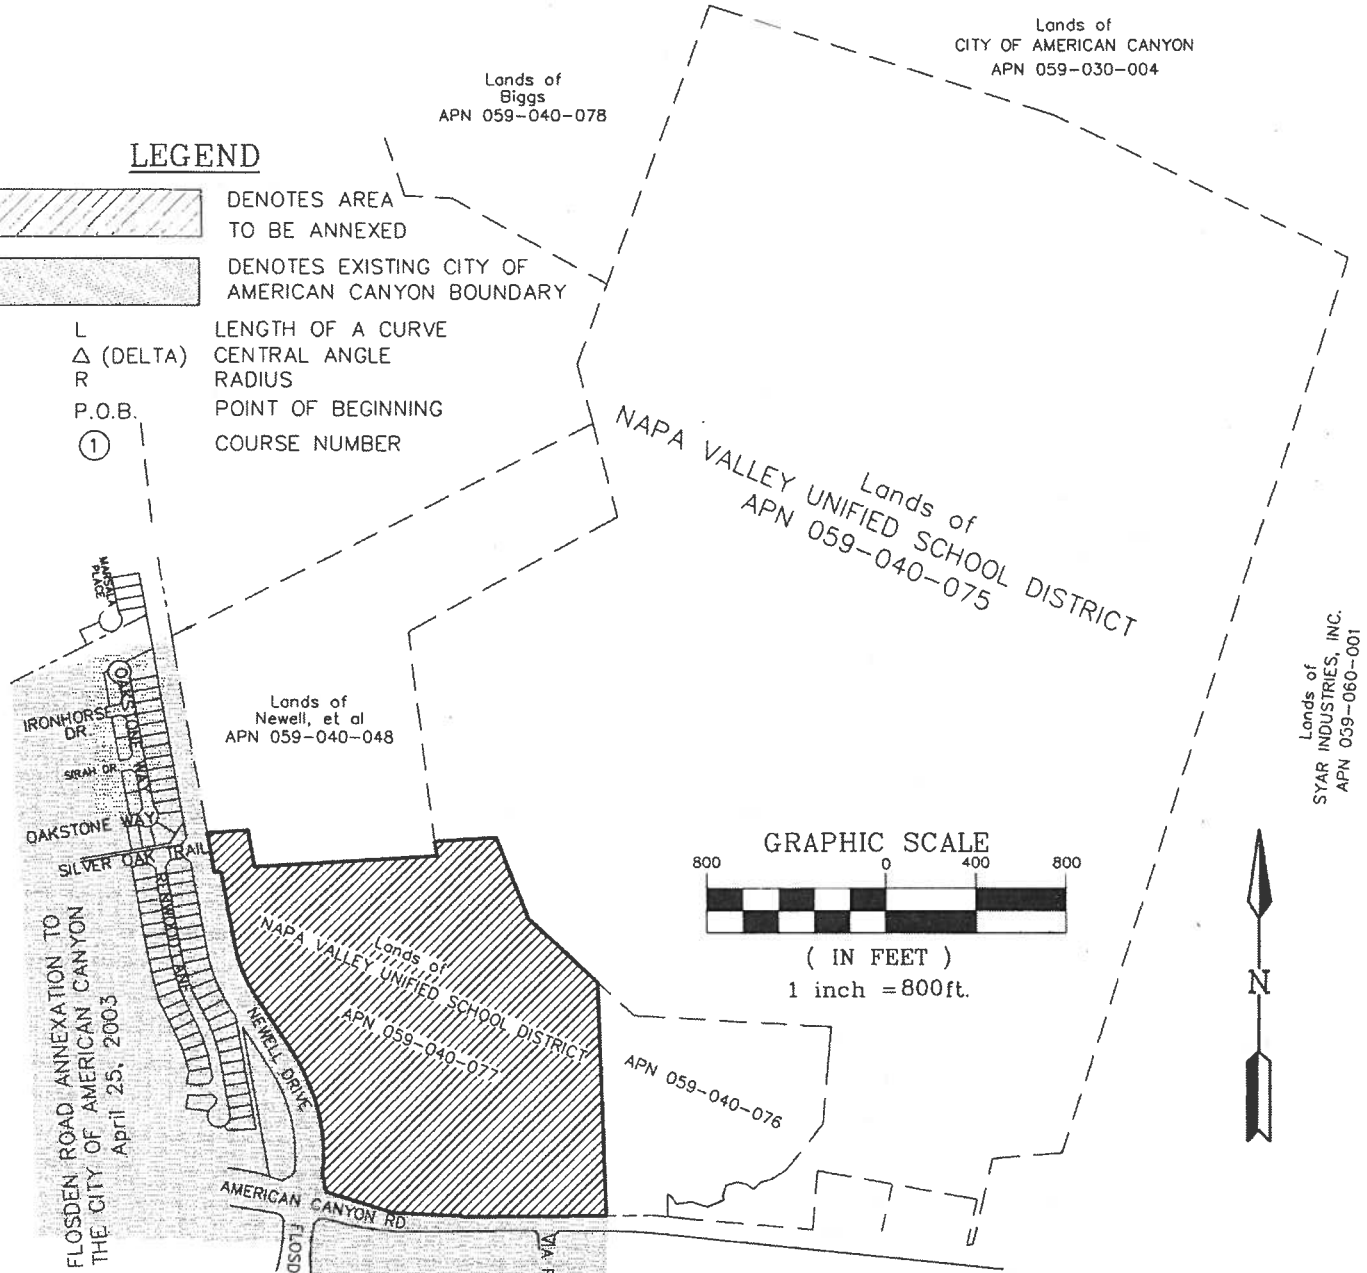 Lands of
CITY OF AMERICAN CANYON
APN 059-030-004
Lands of
Biggs
APN 059-040-078
LEGEND
DENOTES AREA
TO BE ANNEXED
DENOTES EXISTING CITY OF
AMERICAN CANYON BOUNDARY
L LENGTH OF A CURVE
Δ (DELTA) CENTRAL ANGLE
R RADIUS
P.O.B. POINT OF BEGINNING
1 COURSE NUMBER
Lands of
NAPA VALLEY UNIFIED SCHOOL DISTRICT
APN 059-040-075
MARSALA
PLACE
Lands of
SYAR INDUSTRIES, INC.
APN 059-060-001
OAKSTONE WAY
IRONHORSE
DR.
SIRAH DR.
OAKSTONE WAY
SILVER OAK TRAIL
Lands of
Newell, et al
APN 059-040-048
GRAPHIC SCALE
800 0 400 800
( IN FEET )
1 inch = 800ft.
N
Lands of
NAPA VALLEY UNIFIED SCHOOL DISTRICT
APN 059-040-077
NEWELL DRIVE
APN 059-040-076
FLOSDEN ROAD ANNEXATION TO
THE CITY OF AMERICAN CANYON
April 25, 2003
AMERICAN CANYON RD.
FLOSD
VIA